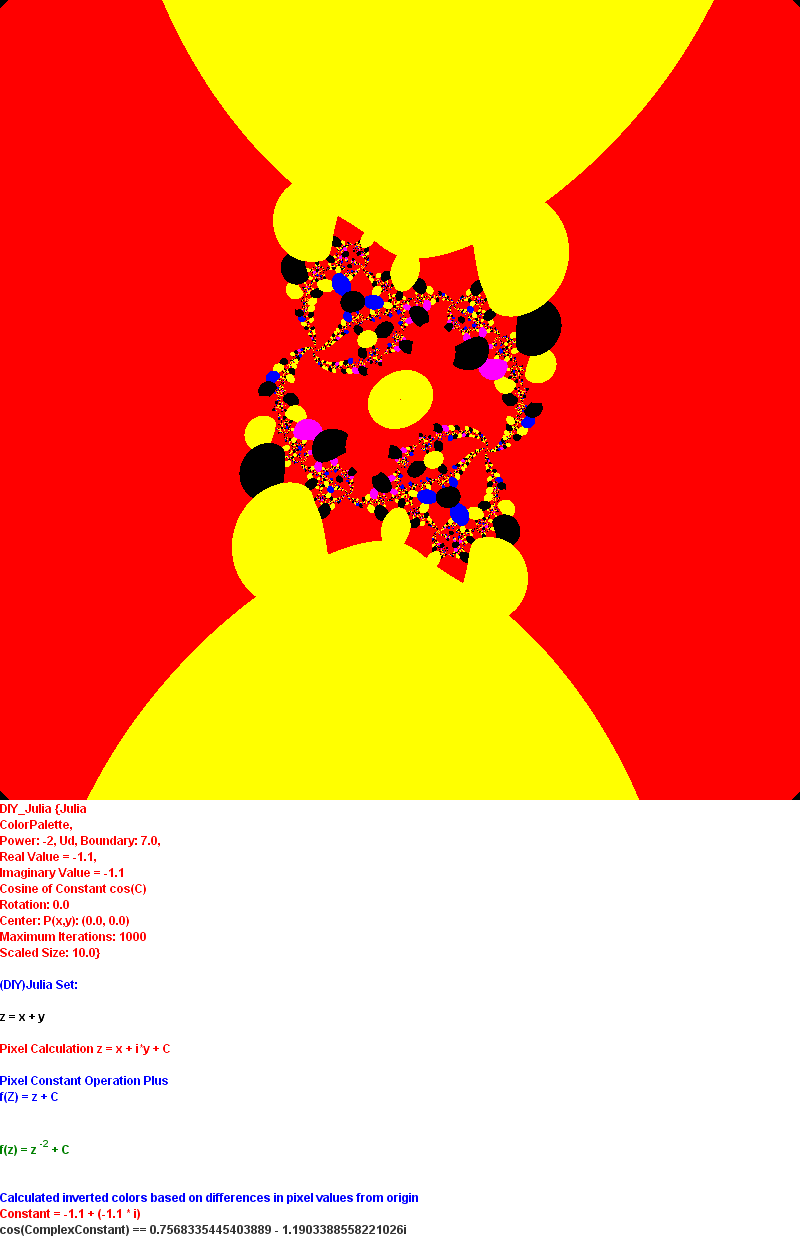 DIY_Julia {Julia
ColorPalette,
Power: -2, Ud, Boundary: 7.0,
Real Value = -1.1,
Imaginary Value = -1.1
Cosine of Constant cos(C)
Rotation: 0.0
Center: P(x,y): (0.0, 0.0)
Maximum Iterations: 1000
Scaled Size: 10.0}
(DIY)Julia Set:
z = x + y
Pixel Calculation z = x + i*y + C
Pixel Constant Operation Plus
f(Z) = z + C
f(z) = z -2 + C
Calculated inverted colors based on differences in pixel values from origin
Constant = -1.1 + (-1.1 * i)
cos(ComplexConstant) == 0.7568335445403889 - 1.1903388558221026i